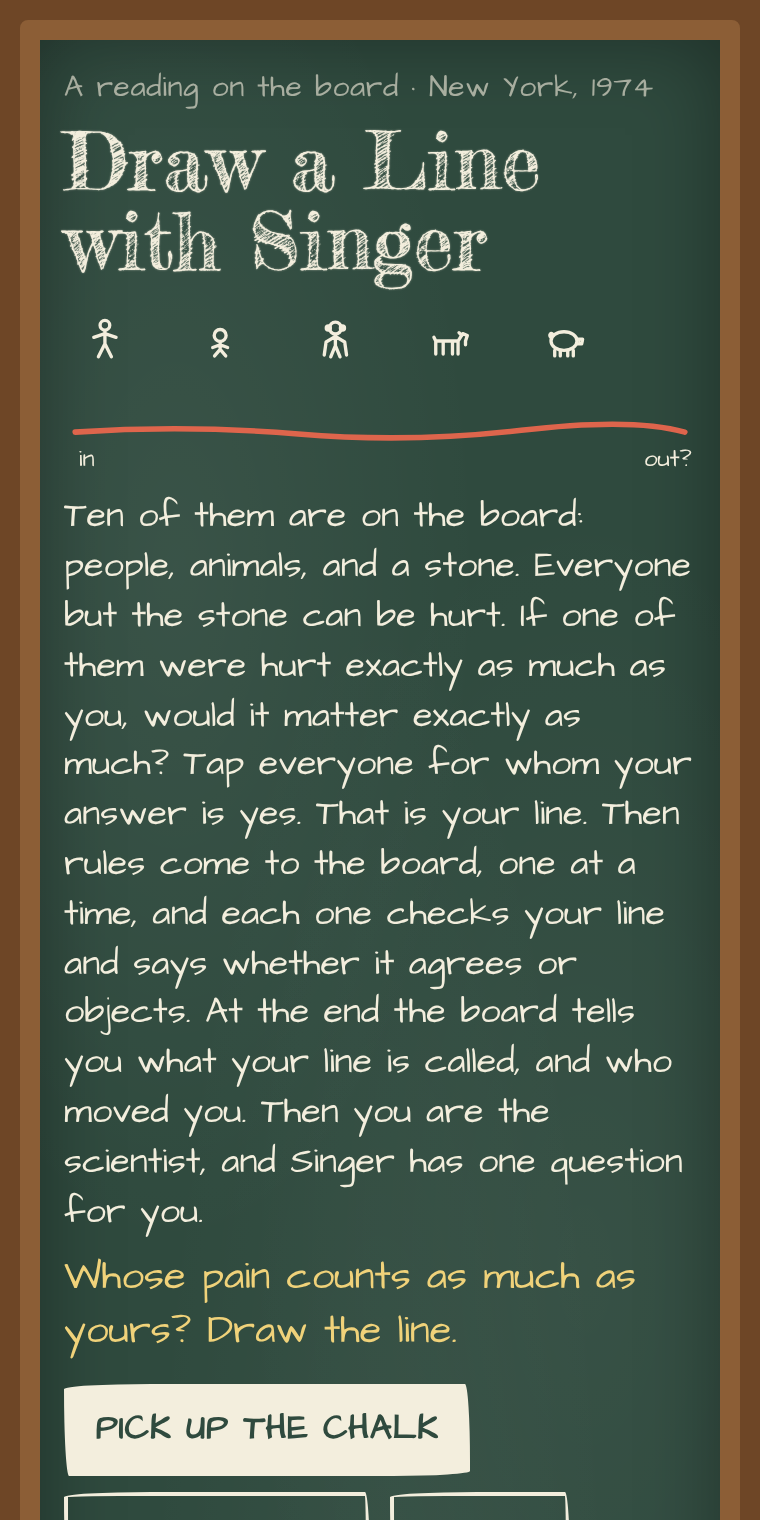 A reading on the board · New York, 1974
Draw a Line
with Singer
in
out?
Ten of them are on the board:
people, animals, and a stone. Everyone
but the stone can be hurt. If one of
them were hurt exactly as much as
you, would it matter exactly as
much? Tap everyone for whom your
answer is yes. That is your line. Then
rules come to the board, one at a
time, and each one checks your line
and says whether it agrees or
objects. At the end the board tells
you what your line is called, and who
moved you. Then you are the
scientist, and Singer has one question
for you.
Whose pain counts as much as
yours? Draw the line.
PICK UP THE CHALK